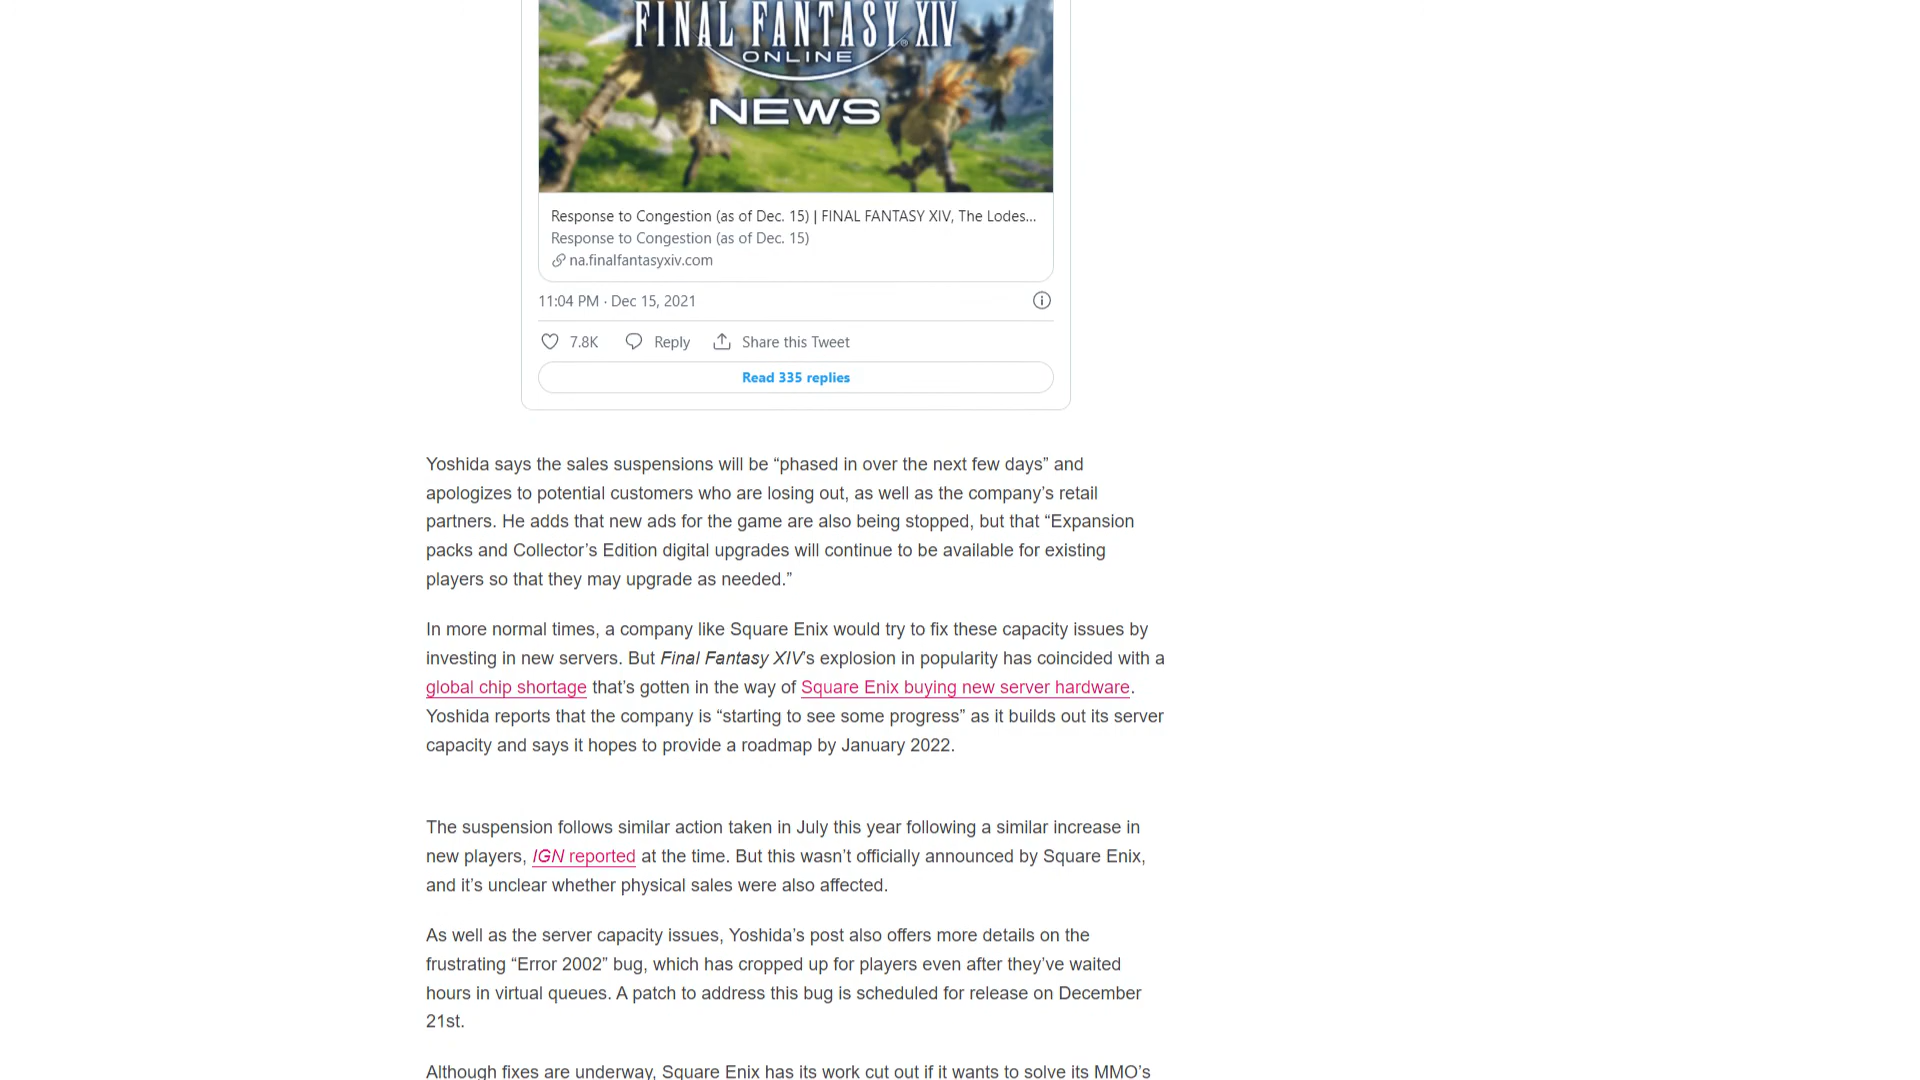 FINAL FANTASY XIV
ONLINE
NEWS
Response to Congestion (as of Dec. 15) | FINAL FANTASY XIV, The Lodes...
Response to Congestion (as of Dec. 15)
na.finalfantasyxiv.com
11:04 PM · Dec 15, 2021
7.8K Reply Share this Tweet
Read 335 replies
Yoshida says the sales suspensions will be “phased in over the next few days” and
apologizes to potential customers who are losing out, as well as the company’s retail
partners. He adds that new ads for the game are also being stopped, but that “Expansion
packs and Collector’s Edition digital upgrades will continue to be available for existing
players so that they may upgrade as needed.”
In more normal times, a company like Square Enix would try to fix these capacity issues by
investing in new servers. But Final Fantasy XIV’s explosion in popularity has coincided with a
global chip shortage that’s gotten in the way of Square Enix buying new server hardware.
Yoshida reports that the company is “starting to see some progress” as it builds out its server
capacity and says it hopes to provide a roadmap by January 2022.
The suspension follows similar action taken in July this year following a similar increase in
new players, IGN reported at the time. But this wasn’t officially announced by Square Enix,
and it’s unclear whether physical sales were also affected.
As well as the server capacity issues, Yoshida’s post also offers more details on the
frustrating “Error 2002” bug, which has cropped up for players even after they’ve waited
hours in virtual queues. A patch to address this bug is scheduled for release on December
21st.
Although fixes are underway, Square Enix has its work cut out if it wants to solve its MMO’s